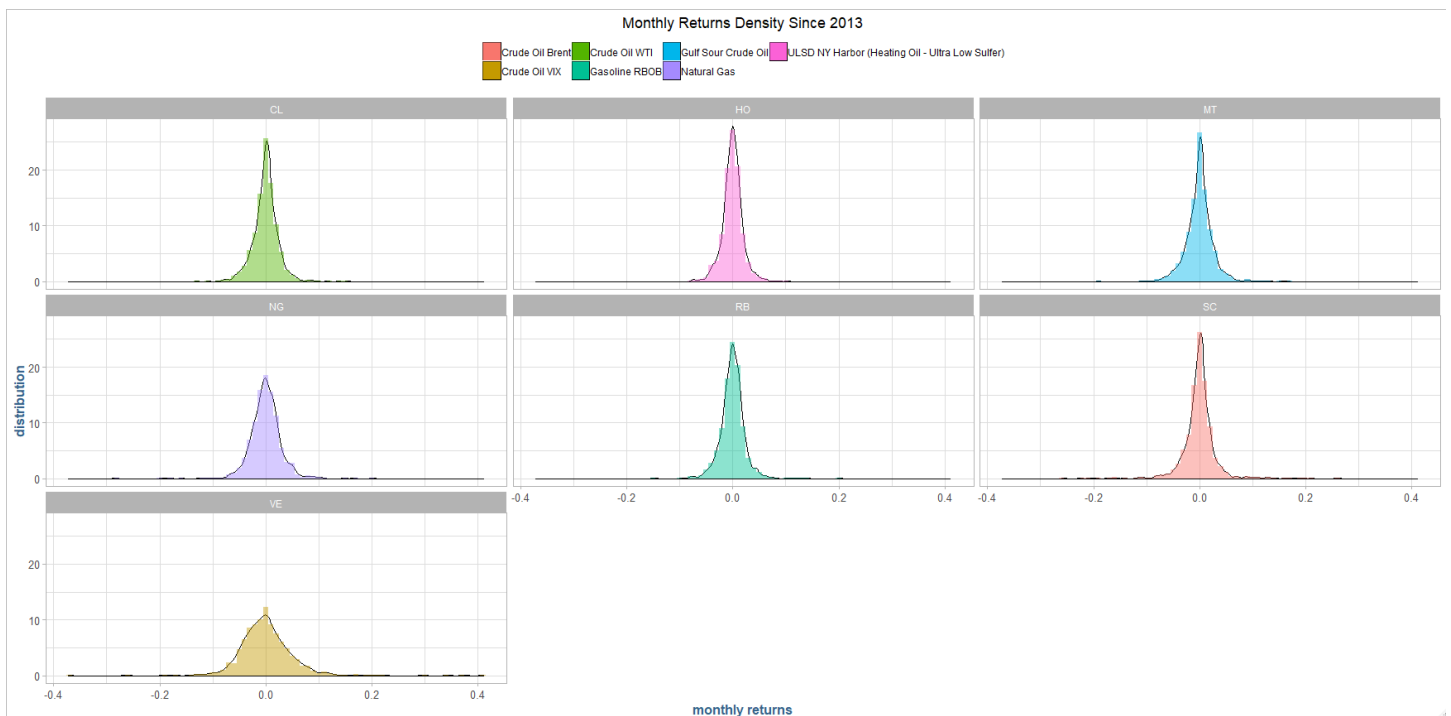 Monthly Returns Density Since 2013
Crude Oil Brent Crude Oil WTI Gulf Sour Crude Oil ULSD NY Harbor (Heating Oil - Ultra Low Sulfer)
Crude Oil VIX Gasoline RBOB Natural Gas
CL HO MT
20
10
0
NG RB SC
20
10
0
distribution
-0.4 -0.2 0.0 0.2 0.4 -0.4 -0.2 0.0 0.2 0.4
VE
20
10
0
-0.4 -0.2 0.0 0.2 0.4
monthly returns